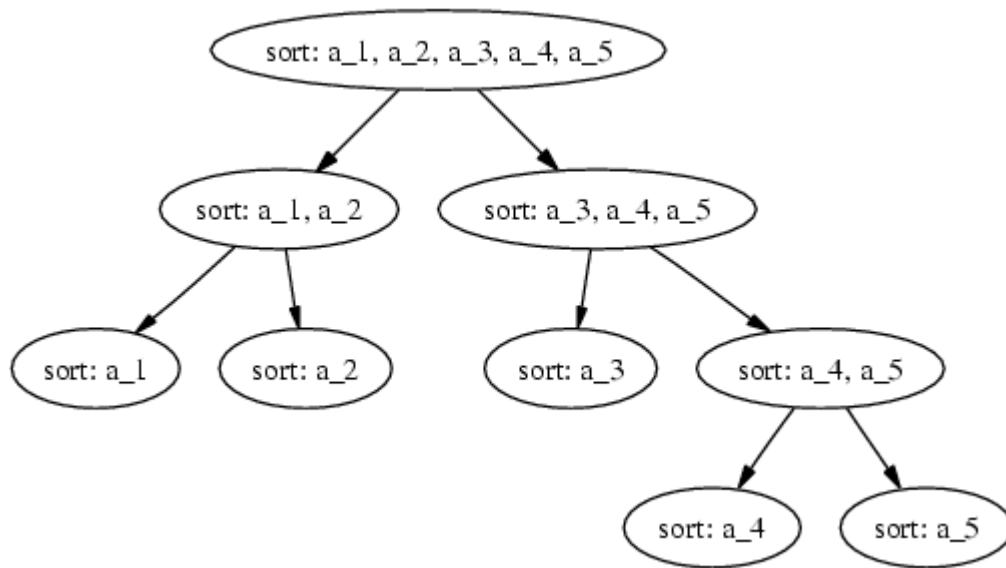 sort: a_1, a_2, a_3, a_4, a_5
sort: a_1, a_2
sort: a_3, a_4, a_5
sort: a_1
sort: a_2
sort: a_3
sort: a_4, a_5
sort: a_4
sort: a_5